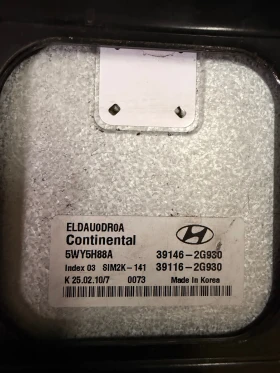 ELDAU0DR0A
Continental
5WY5H88A 39146-2G930
Index 03 SIM2K-141 39116-2G930
K 25.02.10/7 0073 Made in Korea